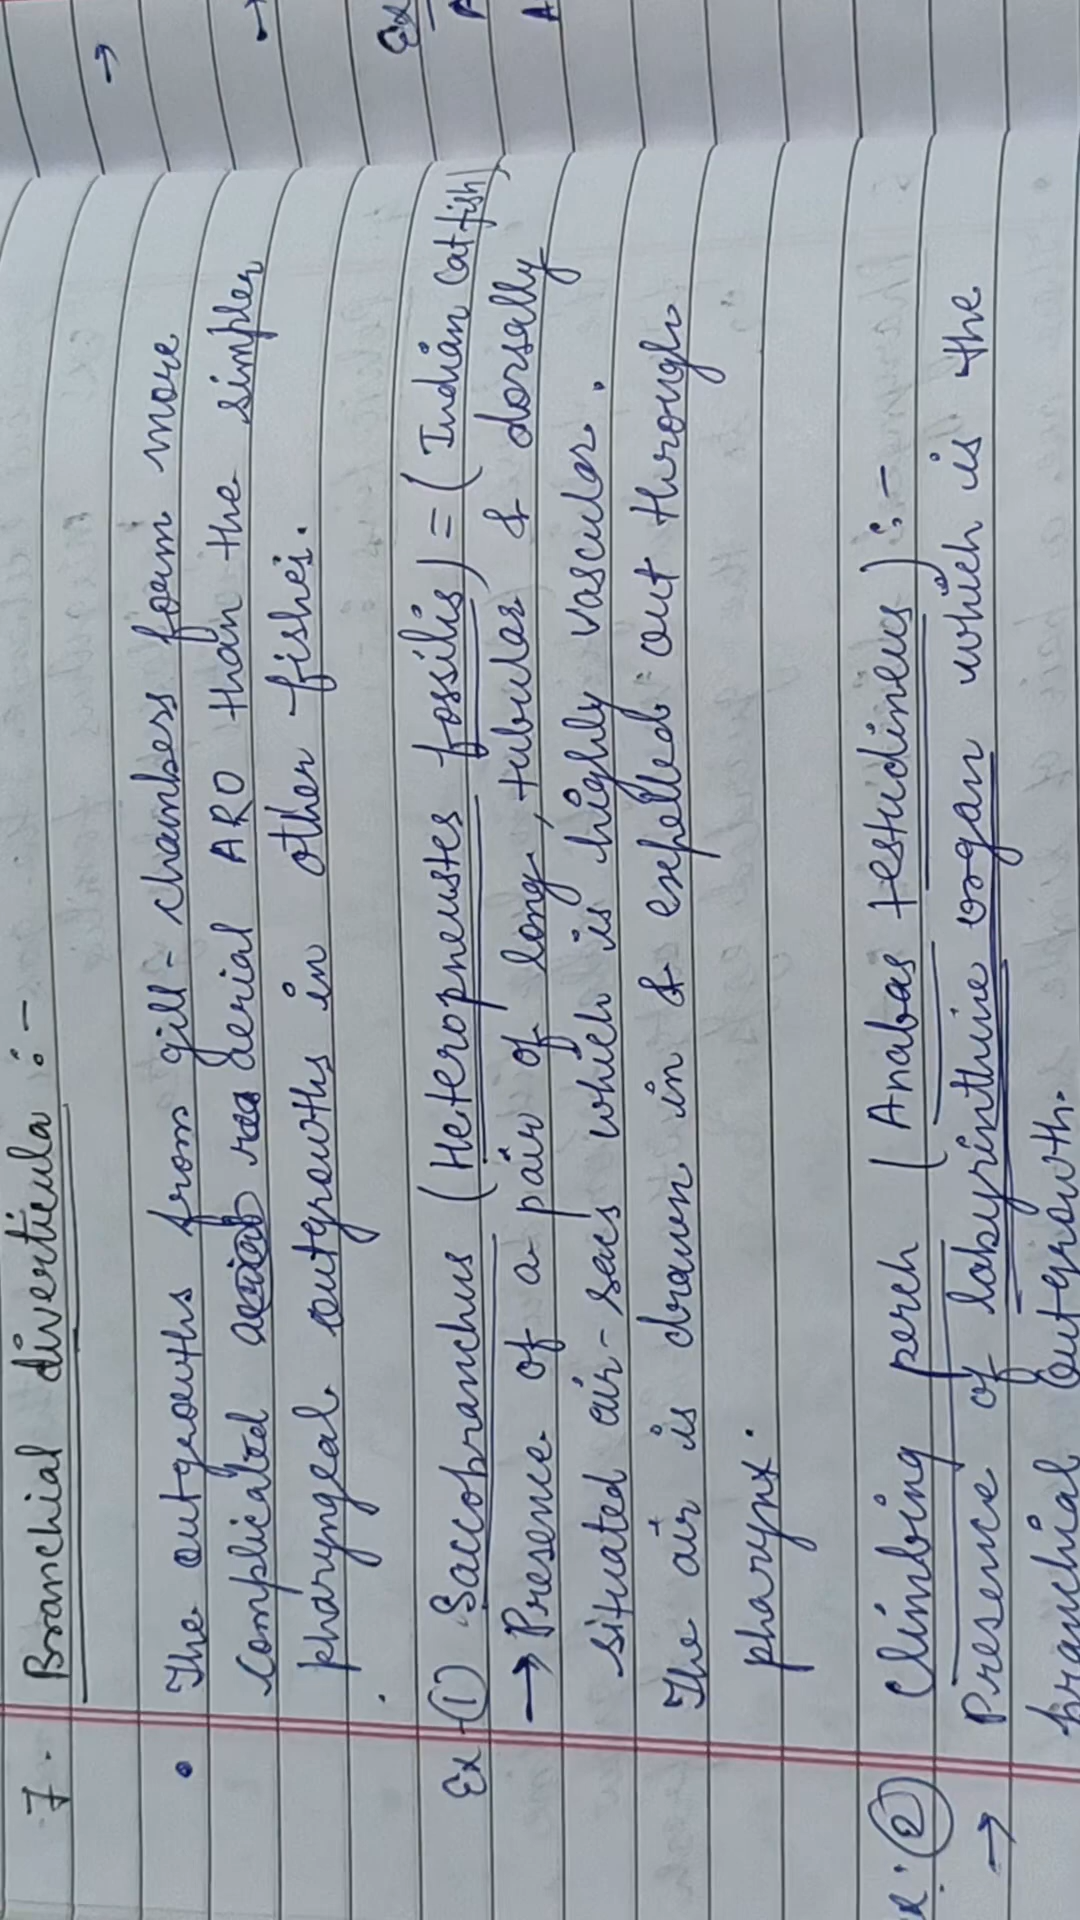 7. Branchial diverticula :-
• The outgrowths from gill-chambers form more
complicated aerial ARO than the simpler
pharyngeal outgrowths in other fishes.
Ex (1) Saccobranchus (Heteropneustes fossilis) = (Indian Catfish)
→ Presence of a pair of long, tubular & dorsally
situated air-sacs which is highly vascular.
The air is drawn in & expelled out through
pharynx.
x. (2) Climbing perch (Anabas testudineus) :-
→ Presence of labyrinthine organ which is the
branchial outgrowth.
→
→
Ex